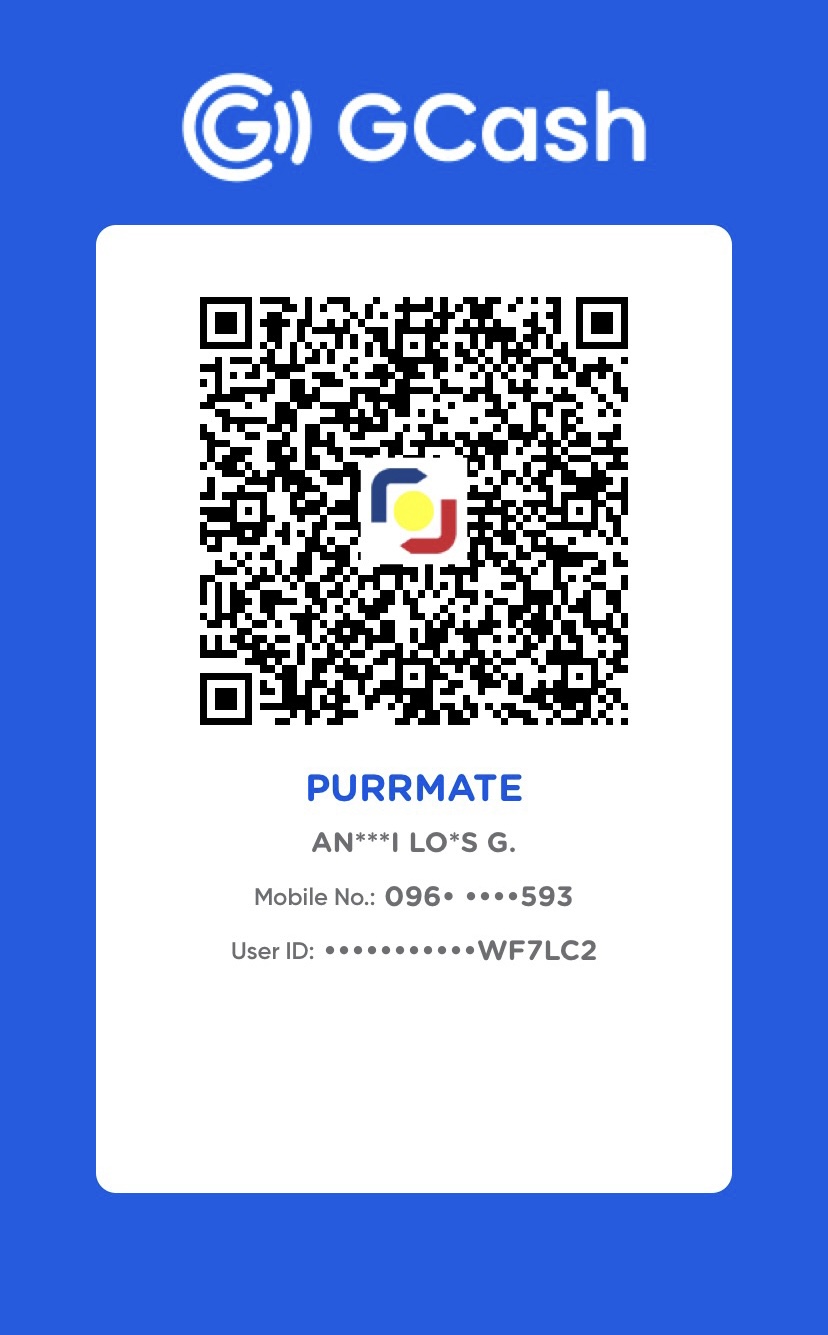 GCash
PURRMATE
AN***I LO*S G.
Mobile No.: 096• ••••593
User ID: •••••••••••WF7LC2